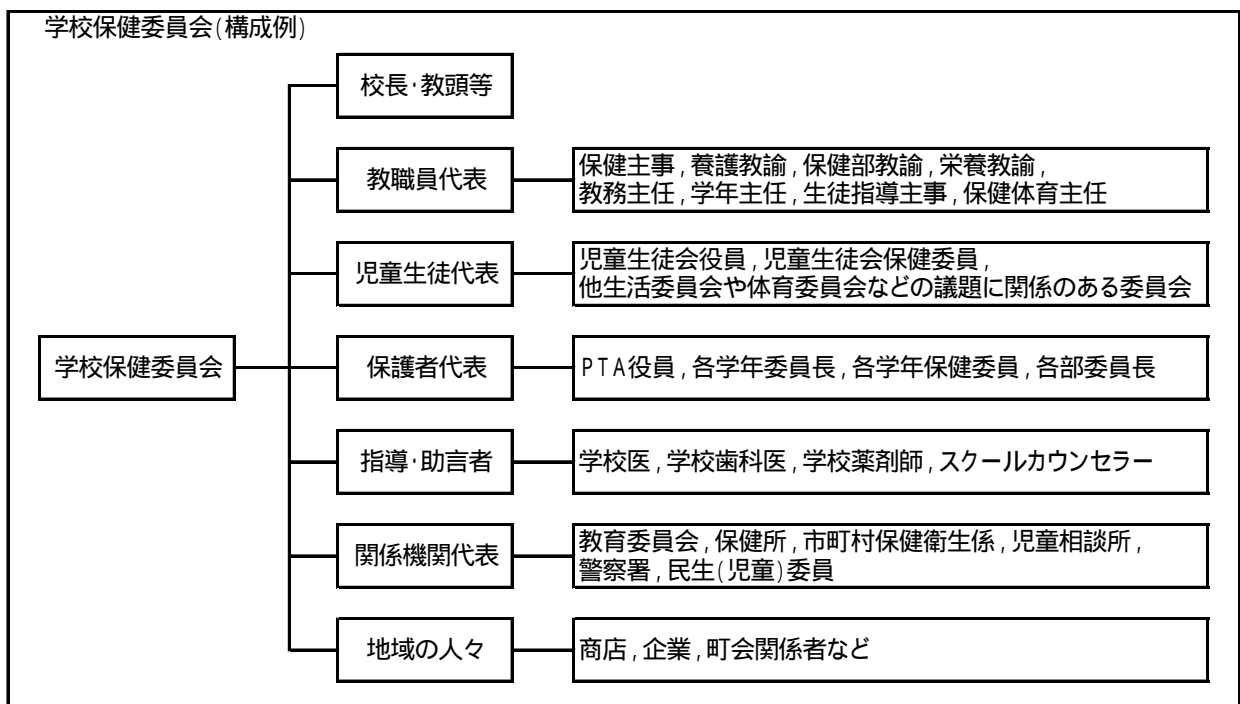 学校保健委員会(構成例)
校長・教頭等
教職員代表
保健主事,養護教諭,保健部教諭,栄養教諭,
教務主任,学年主任,生徒指導主事,保健体育主任
児童生徒代表
児童生徒会役員,児童生徒会保健委員,
他生活委員会や体育委員会などの議題に関係のある委員会
学校保健委員会
保護者代表
PTA役員,各学年委員長,各学年保健委員,各部委員長
指導・助言者
学校医,学校歯科医,学校薬剤師,スクールカウンセラー
関係機関代表
教育委員会,保健所,市町村保健衛生係,児童相談所,
警察署,民生(児童)委員
地域の人々
商店,企業,町会関係者など